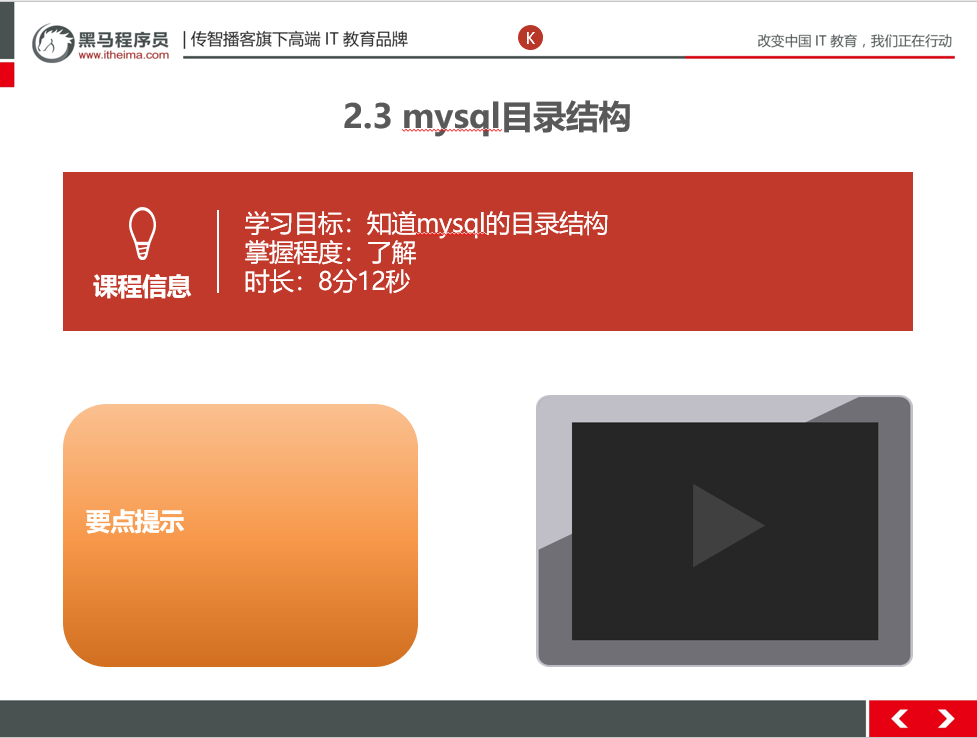 黑马程序员
www.itheima.com
传智播客旗下高端 IT 教育品牌
K
改变中国 IT 教育，我们正在行动
2.3 mysql目录结构
学习目标：知道mysql的目录结构
掌握程度：了解
时长：8分12秒
课程信息
要点提示